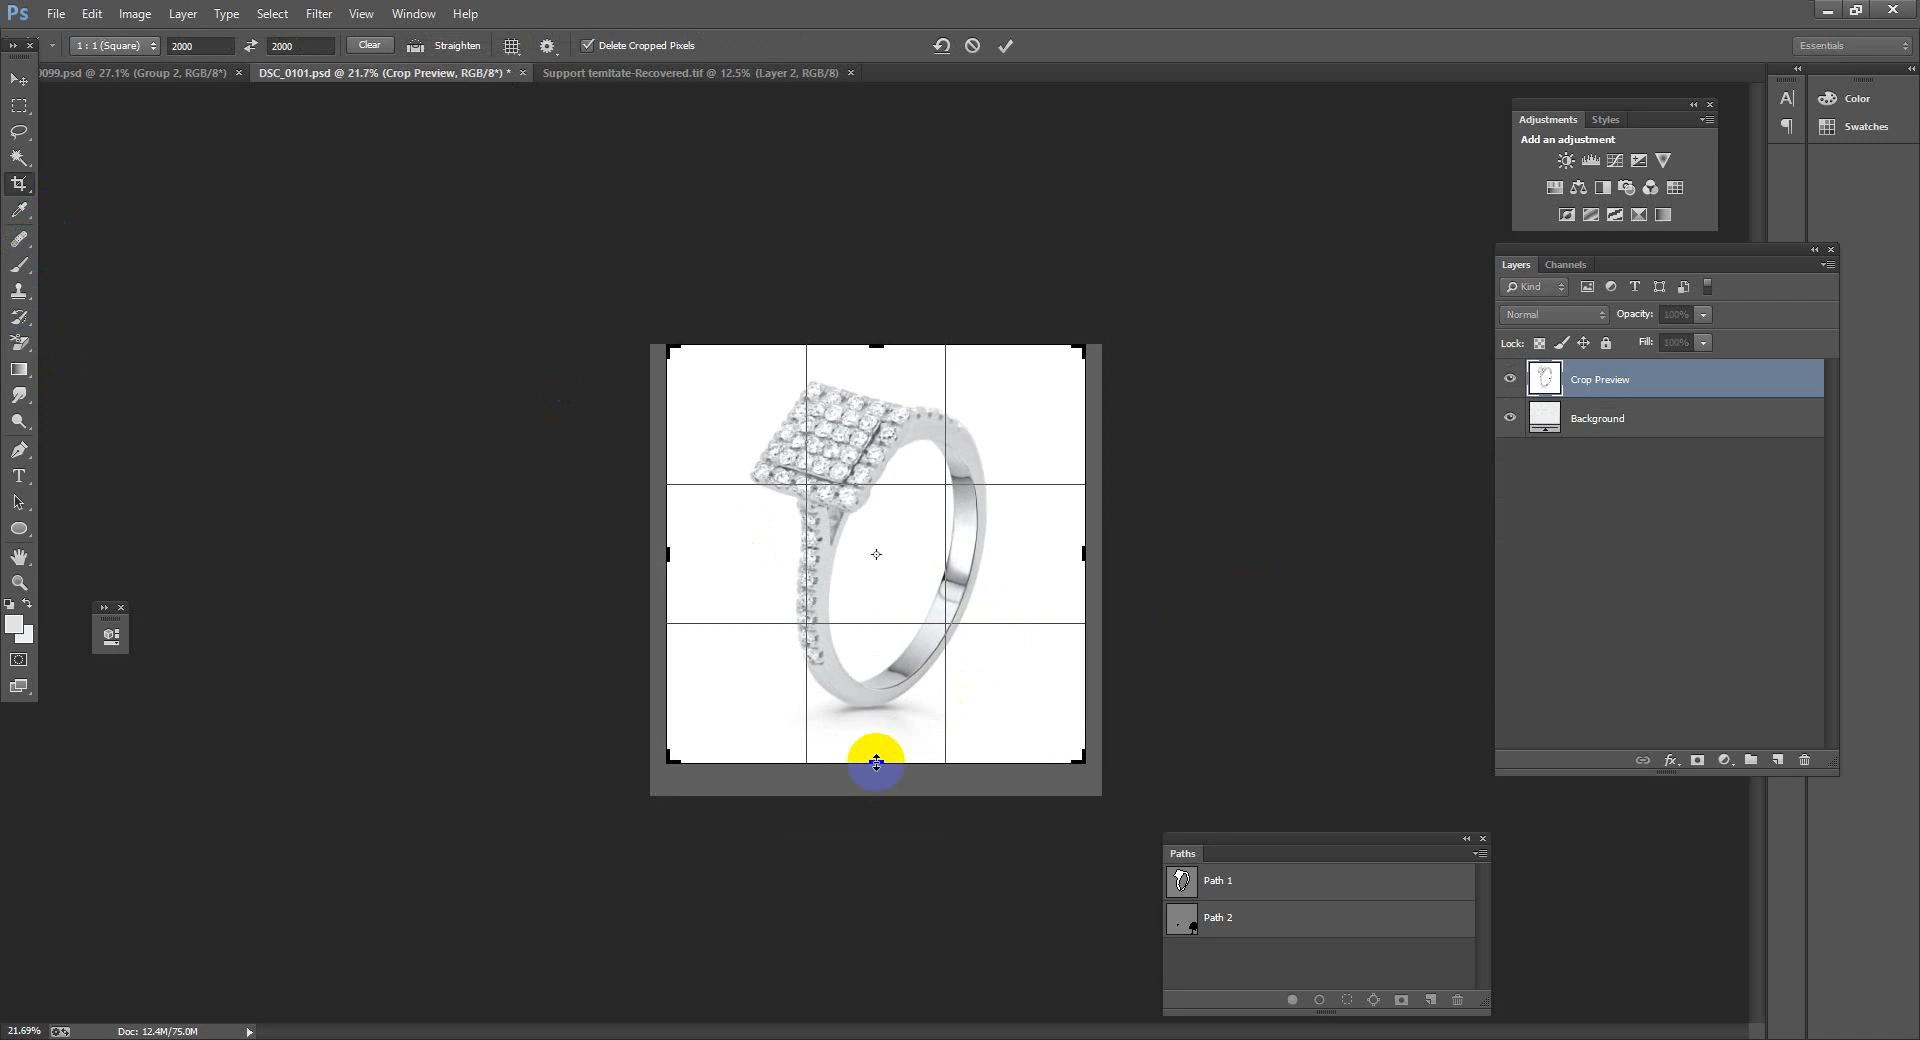 Ps File Edit Image Layer Type Select Filter View Window Help
1 : 1 (Square) 2000 2000 Clear Straighten Delete Cropped Pixels Essentials
0099.psd @ 27.1% (Group 2, RGB/8*) × DSC_0101.psd @ 21.7% (Crop Preview, RGB/8*) * × Support temltate-Recovered.tif @ 12.5% (Layer 2, RGB/8) ×
Color
Swatches
Adjustments Styles
Add an adjustment
Layers Channels
Kind
Normal Opacity: 100%
Lock: Fill: 100%
Crop Preview
Background
Paths
Path 1
Path 2
21.69% Doc: 12.4M/75.0M